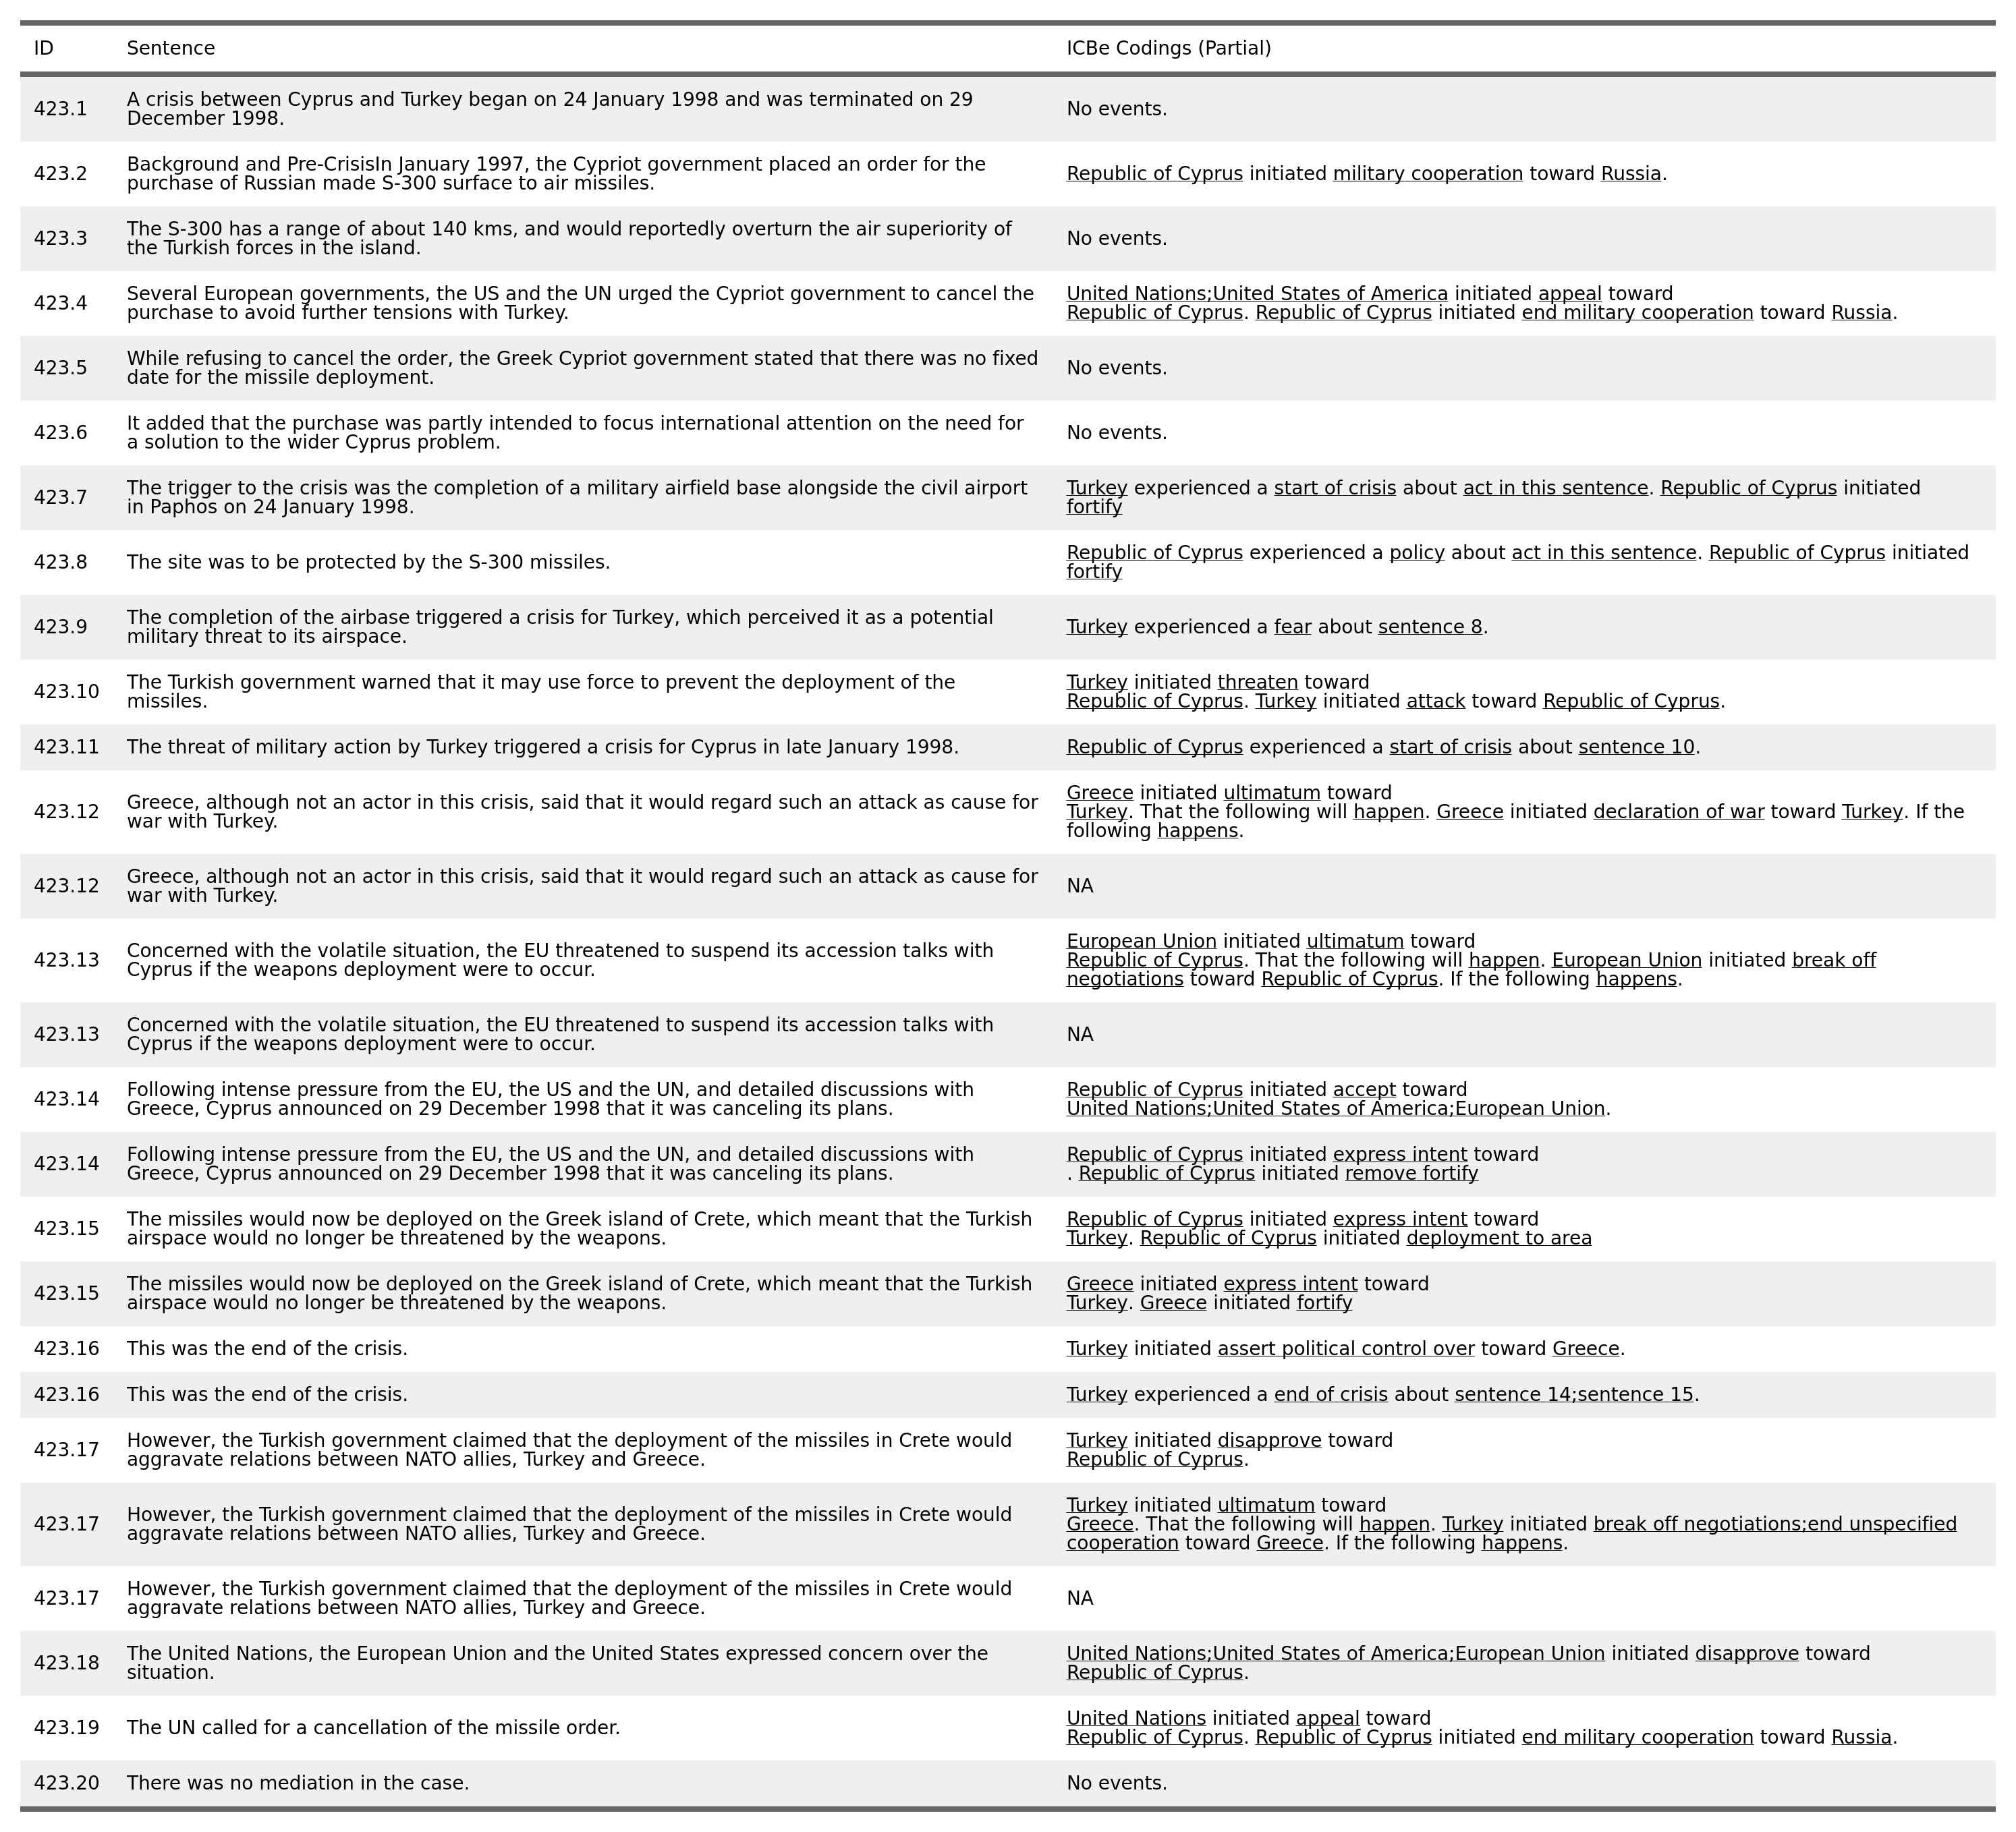 ID Sentence ICBe Codings (Partial)
423.1 A crisis between Cyprus and Turkey began on 24 January 1998 and was terminated on 29 December 1998. No events.
423.2 Background and Pre-CrisisIn January 1997, the Cypriot government placed an order for the purchase of Russian made S-300 surface to air missiles. Republic of Cyprus initiated military cooperation toward Russia.
423.3 The S-300 has a range of about 140 kms, and would reportedly overturn the air superiority of the Turkish forces in the island. No events.
423.4 Several European governments, the US and the UN urged the Cypriot government to cancel the purchase to avoid further tensions with Turkey. United Nations;United States of America initiated appeal toward Republic of Cyprus. Republic of Cyprus initiated end military cooperation toward Russia.
423.5 While refusing to cancel the order, the Greek Cypriot government stated that there was no fixed date for the missile deployment. No events.
423.6 It added that the purchase was partly intended to focus international attention on the need for a solution to the wider Cyprus problem. No events.
423.7 The trigger to the crisis was the completion of a military airfield base alongside the civil airport in Paphos on 24 January 1998. Turkey experienced a start of crisis about act in this sentence. Republic of Cyprus initiated fortify
423.8 The site was to be protected by the S-300 missiles. Republic of Cyprus experienced a policy about act in this sentence. Republic of Cyprus initiated fortify
423.9 The completion of the airbase triggered a crisis for Turkey, which perceived it as a potential military threat to its airspace. Turkey experienced a fear about sentence 8.
423.10 The Turkish government warned that it may use force to prevent the deployment of the missiles. Turkey initiated threaten toward Republic of Cyprus. Turkey initiated attack toward Republic of Cyprus.
423.11 The threat of military action by Turkey triggered a crisis for Cyprus in late January 1998. Republic of Cyprus experienced a start of crisis about sentence 10.
423.12 Greece, although not an actor in this crisis, said that it would regard such an attack as cause for war with Turkey. Greece initiated ultimatum toward Turkey. That the following will happen. Greece initiated declaration of war toward Turkey. If the following happens.
423.12 Greece, although not an actor in this crisis, said that it would regard such an attack as cause for war with Turkey. NA
423.13 Concerned with the volatile situation, the EU threatened to suspend its accession talks with Cyprus if the weapons deployment were to occur. European Union initiated ultimatum toward Republic of Cyprus. That the following will happen. European Union initiated break off negotiations toward Republic of Cyprus. If the following happens.
423.13 Concerned with the volatile situation, the EU threatened to suspend its accession talks with Cyprus if the weapons deployment were to occur. NA
423.14 Following intense pressure from the EU, the US and the UN, and detailed discussions with Greece, Cyprus announced on 29 December 1998 that it was canceling its plans. Republic of Cyprus initiated accept toward United Nations;United States of America;European Union.
423.14 Following intense pressure from the EU, the US and the UN, and detailed discussions with Greece, Cyprus announced on 29 December 1998 that it was canceling its plans. Republic of Cyprus initiated express intent toward . Republic of Cyprus initiated remove fortify
423.15 The missiles would now be deployed on the Greek island of Crete, which meant that the Turkish airspace would no longer be threatened by the weapons. Republic of Cyprus initiated express intent toward Turkey. Republic of Cyprus initiated deployment to area
423.15 The missiles would now be deployed on the Greek island of Crete, which meant that the Turkish airspace would no longer be threatened by the weapons. Greece initiated express intent toward Turkey. Greece initiated fortify
423.16 This was the end of the crisis. Turkey initiated assert political control over toward Greece.
423.16 This was the end of the crisis. Turkey experienced a end of crisis about sentence 14;sentence 15.
423.17 However, the Turkish government claimed that the deployment of the missiles in Crete would aggravate relations between NATO allies, Turkey and Greece. Turkey initiated disapprove toward Republic of Cyprus.
423.17 However, the Turkish government claimed that the deployment of the missiles in Crete would aggravate relations between NATO allies, Turkey and Greece. Turkey initiated ultimatum toward Greece. That the following will happen. Turkey initiated break off negotiations;end unspecified cooperation toward Greece. If the following happens.
423.17 However, the Turkish government claimed that the deployment of the missiles in Crete would aggravate relations between NATO allies, Turkey and Greece. NA
423.18 The United Nations, the European Union and the United States expressed concern over the situation. United Nations;United States of America;European Union initiated disapprove toward Republic of Cyprus.
423.19 The UN called for a cancellation of the missile order. United Nations initiated appeal toward Republic of Cyprus. Republic of Cyprus initiated end military cooperation toward Russia.
423.20 There was no mediation in the case. No events.